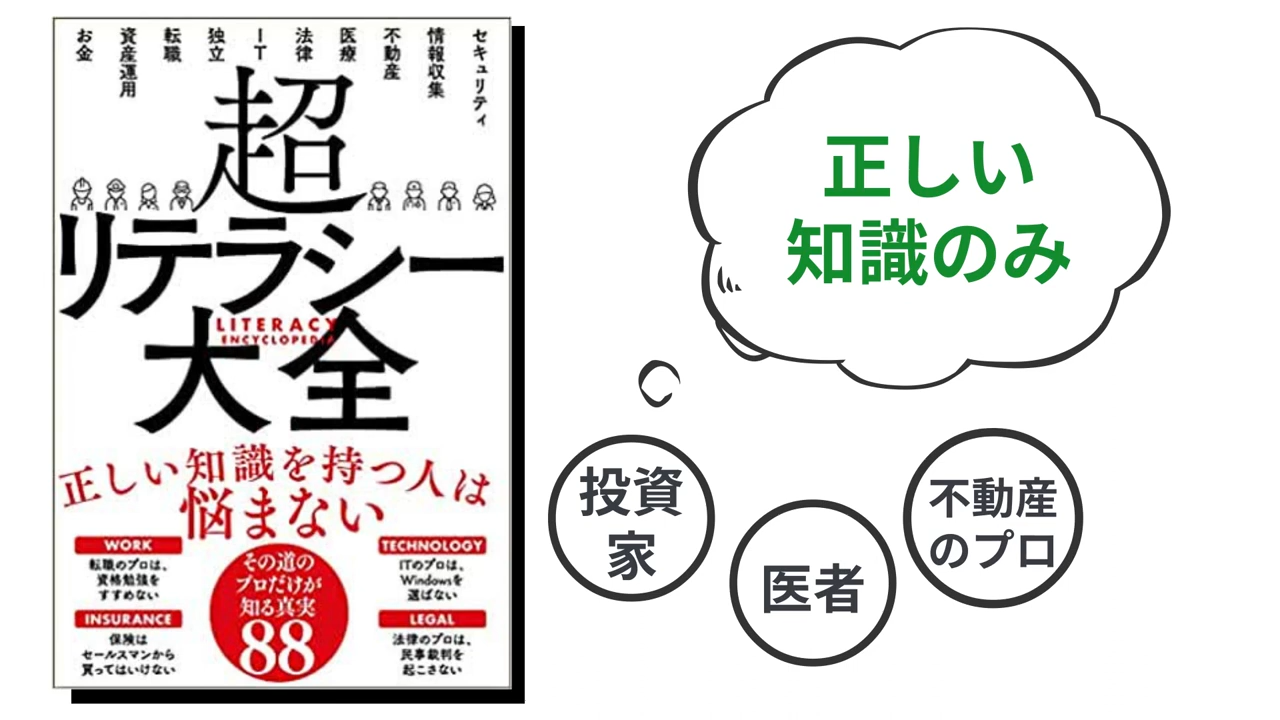 セキュリティ
情報収集
不動産
医療
法律
IT
独立
転職
資産運用
お金
超
リテラシー
大全
LITERACY
ENCYCLOPEDIA
正しい知識を持つ人は
悩まない
WORK
転職のプロは、
資格勉強を
すすめない
INSURANCE
保険は
セールスマンから
買ってはいけない
その道の
プロだけが
知る真実
88
TECHNOLOGY
ITのプロは、
Windowsを
選ばない
LEGAL
法律のプロは、
民事裁判を
起こさない
正しい
知識のみ
投資
家
医者
不動産
のプロ